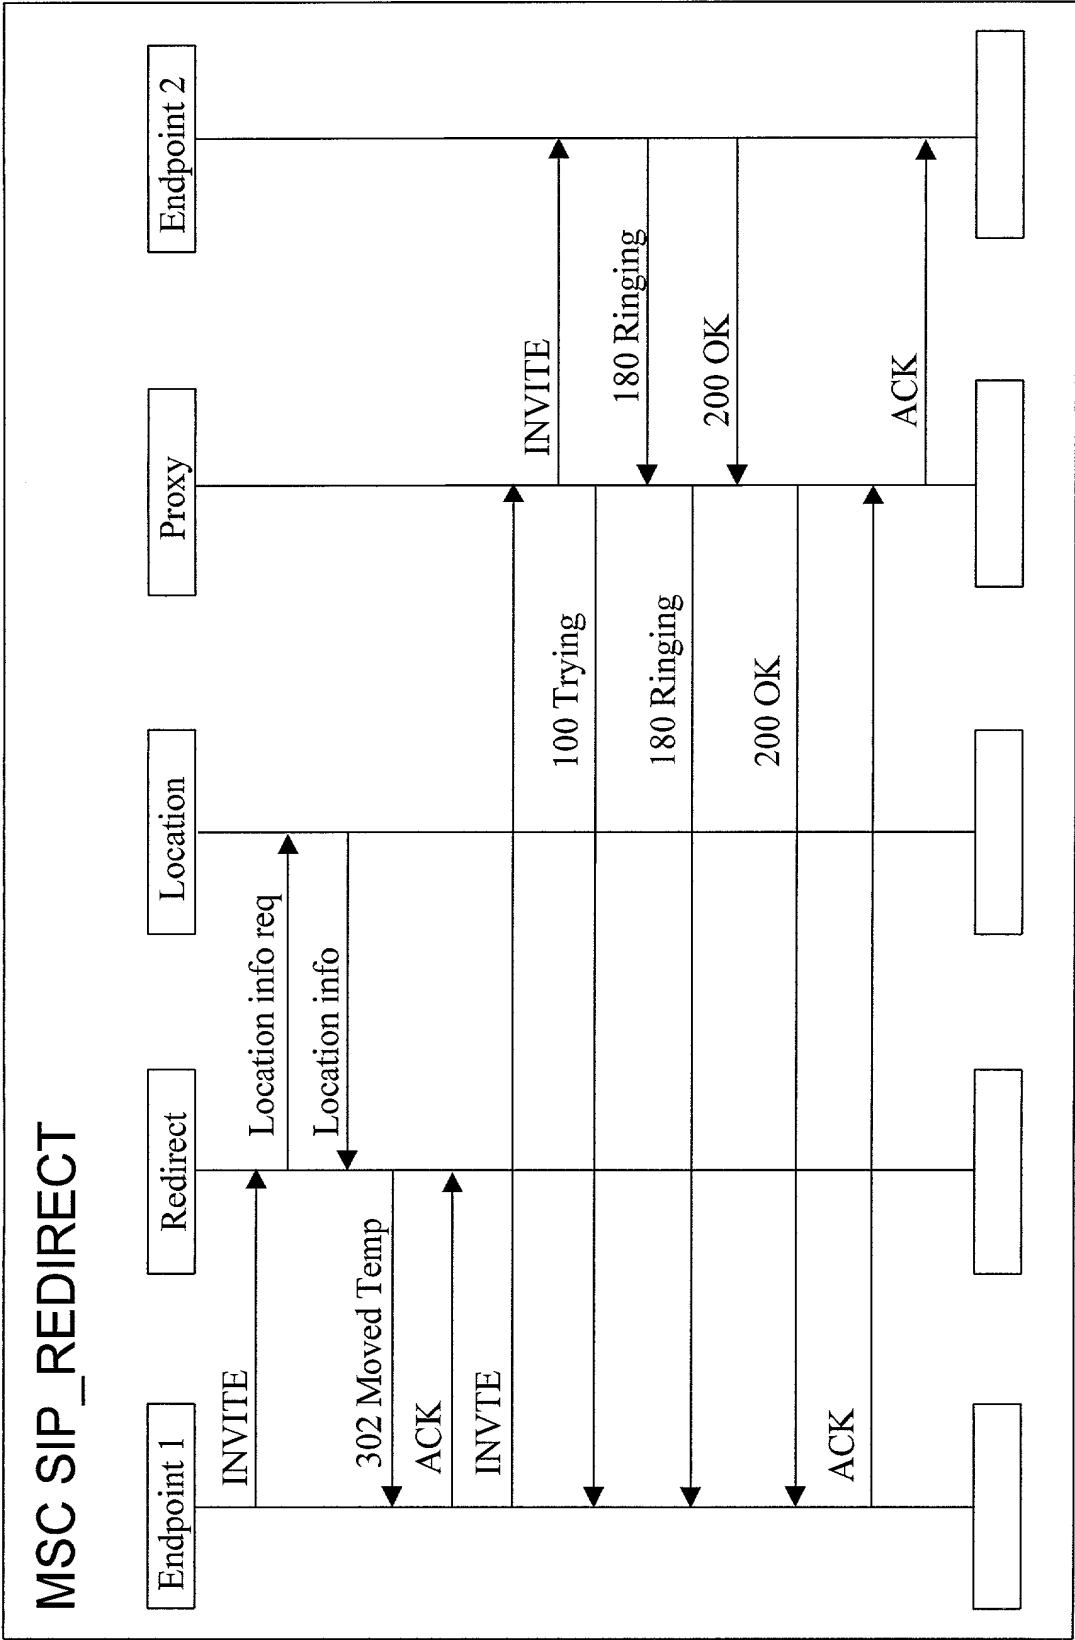 MSC SIP_REDIRECT
Endpoint 1
Redirect
Location
Proxy
Endpoint 2
INVITE
Location info req
Location info
302 Moved Temp
ACK
INVTE
INVITE
100 Trying
180 Ringing
180 Ringing
200 OK
200 OK
ACK
ACK